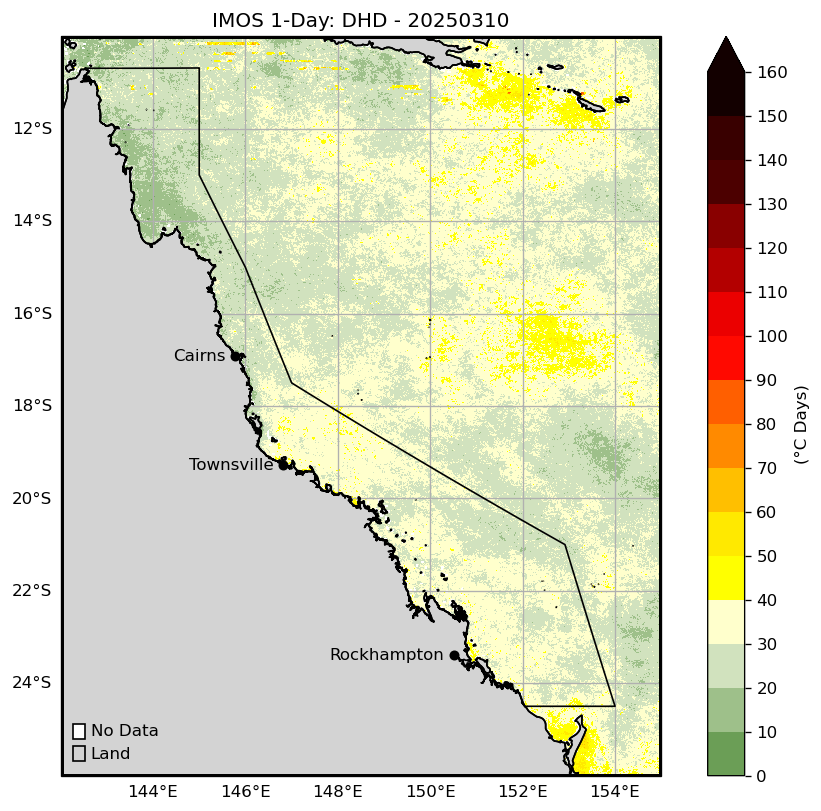 IMOS 1-Day: DHD - 20250310
12°S
14°S
16°S
18°S
20°S
22°S
24°S
Cairns
Townsville
Rockhampton
No Data
Land
144°E 146°E 148°E 150°E 152°E 154°E
160
150
140
130
120
110
100
90
80
70
60
50
40
30
20
10
0
(°C Days)